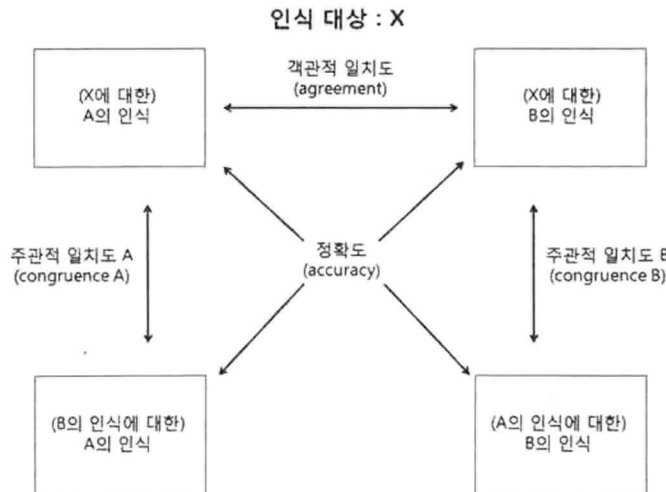 인식 대상 : X
객관적 일치도
(agreement)
(X에 대한)
A의 인식
(X에 대한)
B의 인식
주관적 일치도 A
(congruence A)
정확도
(accuracy)
주관적 일치도 B
(congruence B)
(B의 인식에 대한)
A의 인식
(A의 인식에 대한)
B의 인식